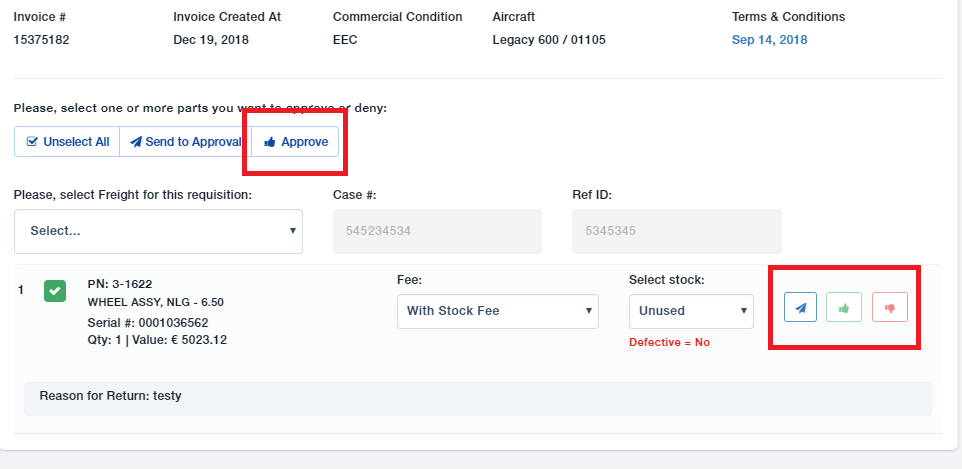 Invoice # Invoice Created At Commercial Condition Aircraft Terms & Conditions
15375182 Dec 19, 2018 EEC Legacy 600 / 01105 Sep 14, 2018
Please, select one or more parts you want to approve or deny:
Unselect All Send to Approval Approve
Please, select Freight for this requisition: Case #: Ref ID:
Select... 545234534 5345345
1 PN: 3-1622 Fee: Select stock:
WHEEL ASSY, NLG - 6.50 With Stock Fee Unused
Serial #: 0001036562
Qty: 1 | Value: € 5023.12 Defective = No
Reason for Return: testy